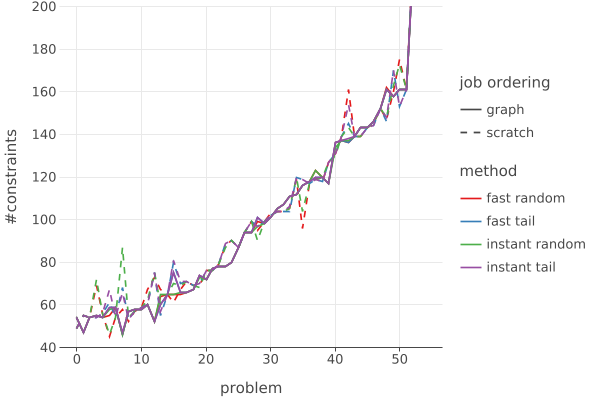 200
180
160
140
120
100
80
60
40
0
10
20
30
40
50
#constraints
problem
job ordering
graph
scratch
method
fast random
fast tail
instant random
instant tail